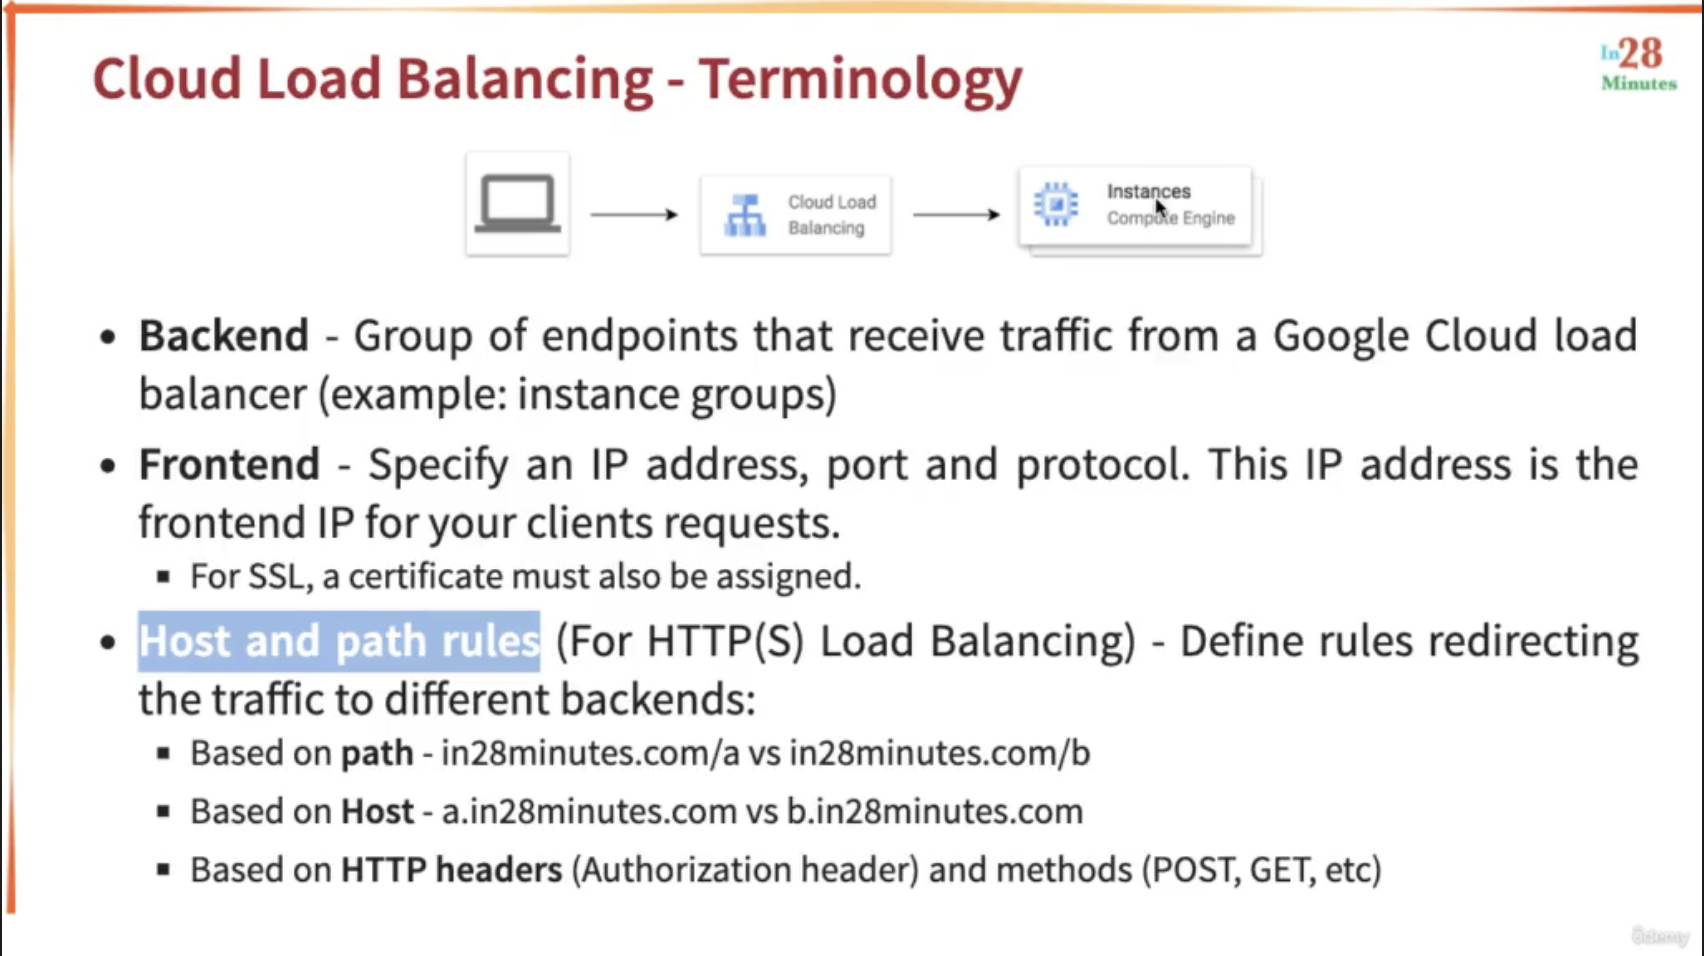 Cloud Load Balancing - Terminology
In28
Minutes
Cloud Load
Balancing
Instances
Compute Engine
• Backend - Group of endpoints that receive traffic from a Google Cloud load
balancer (example: instance groups)
• Frontend - Specify an IP address, port and protocol. This IP address is the
frontend IP for your clients requests.
▪ For SSL, a certificate must also be assigned.
• Host and path rules (For HTTP(S) Load Balancing) - Define rules redirecting
the traffic to different backends:
▪ Based on path - in28minutes.com/a vs in28minutes.com/b
▪ Based on Host - a.in28minutes.com vs b.in28minutes.com
▪ Based on HTTP headers (Authorization header) and methods (POST, GET, etc)
ûdemy